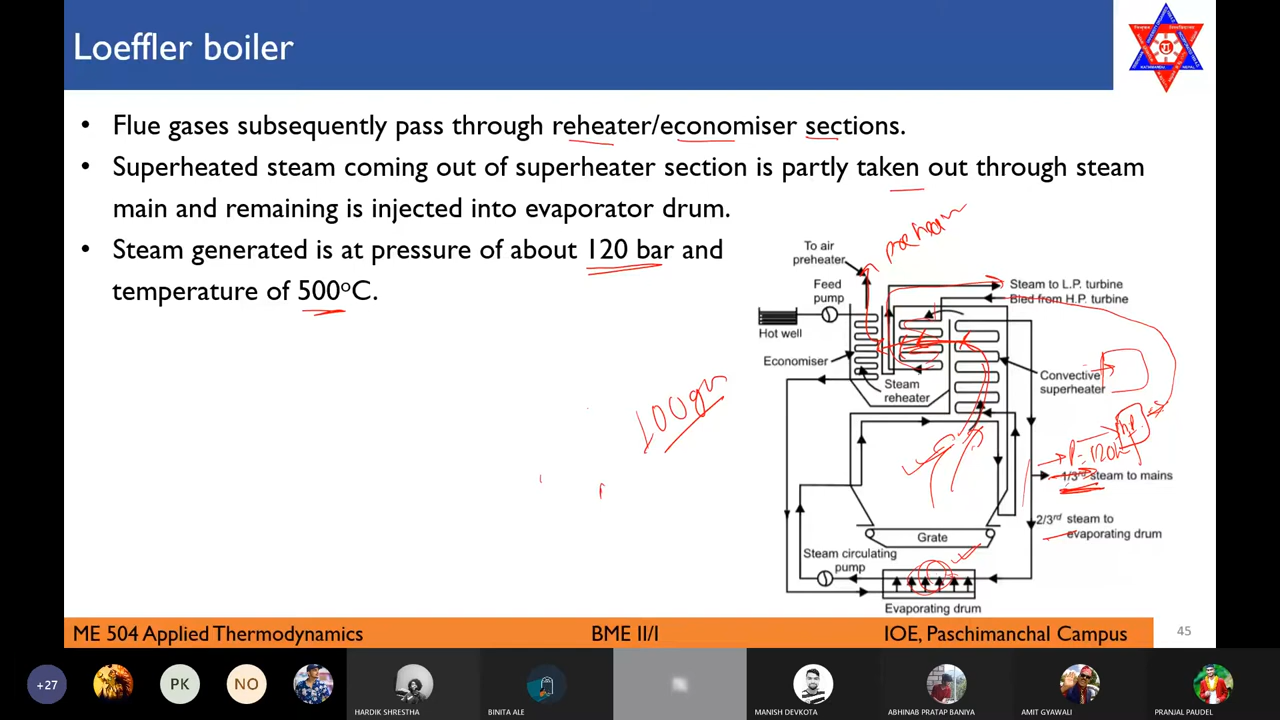 Loeffler boiler
• Flue gases subsequently pass through reheater/economiser sections.
• Superheated steam coming out of superheater section is partly taken out through steam
main and remaining is injected into evaporator drum.
• Steam generated is at pressure of about 120 bar and
temperature of 500°C.
To air
preheater
preheam
Feed
pump
Steam to L.P. turbine
Bled from H.P. turbine
Hot well
Economiser
Steam
reheater
Convective
superheater
100gm
h.p.
P=120
1/3rd steam to mains
2/3rd steam to
evaporating drum
Grate
Steam circulating
pump
Evaporating drum
ME 504 Applied Thermodynamics
BME II/I
IOE, Paschimanchal Campus
45
+27
PK
NO
HARDIK SHRESTHA
BINITA ALE
MANISH DEVKOTA
ABHINAB PRATAP BANIYA
AMIT GYAWALI
PRANJAL PAUDEL